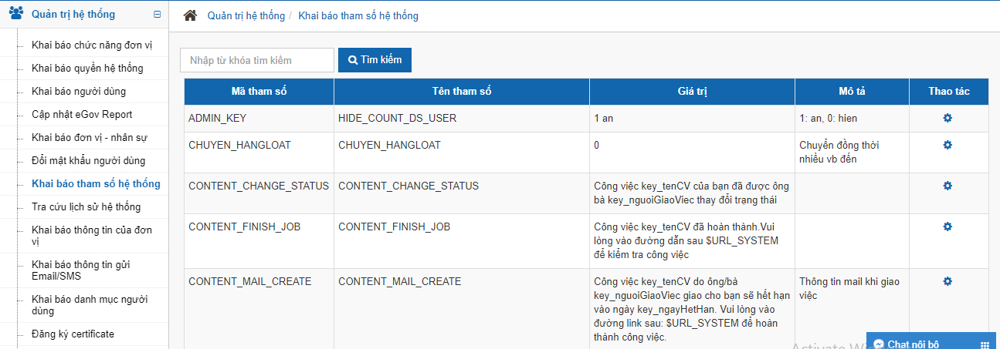 Quản trị hệ thống
Khai báo chức năng đơn vị
Khai báo quyền hệ thống
Khai báo người dùng
Cập nhật eGov Report
Khai báo đơn vị - nhân sự
Đổi mật khẩu người dùng
Khai báo tham số hệ thống
Tra cứu lịch sử hệ thống
Khai báo thông tin của đơn
vị
Khai báo thông tin gửi
Email/SMS
Khai báo danh mục người
dùng
Đăng ký certificate
Quản trị hệ thống / Khai báo tham số hệ thống
Nhập từ khóa tìm kiếm
Tìm kiếm
Mã tham số Tên tham số Giá trị Mô tả Thao tác
ADMIN_KEY HIDE_COUNT_DS_USER 1 an 1: an, 0: hien
CHUYEN_HANGLOAT CHUYEN_HANGLOAT 0 Chuyển đồng thời
nhiều vb đến
CONTENT_CHANGE_STATUS CONTENT_CHANGE_STATUS Công việc key_tenCV của bạn đã được ông
bà key_nguoiGiaoViec thay đổi trạng thái
CONTENT_FINISH_JOB CONTENT_FINISH_JOB Công việc key_tenCV đã hoàn thành.Vui
lòng vào đường dẫn sau $URL_SYSTEM
để kiểm tra công việc
CONTENT_MAIL_CREATE CONTENT_MAIL_CREATE Công việc key_tenCV do ông/bà Thông tin mail khi giao
key_nguoiGiaoViec giao cho bạn sẽ hết hạn việc
vào ngày key_ngayHetHan. Vui lòng vào
đường link sau: $URL_SYSTEM để hoàn
thành công việc.
Activate
Chat nội bộ